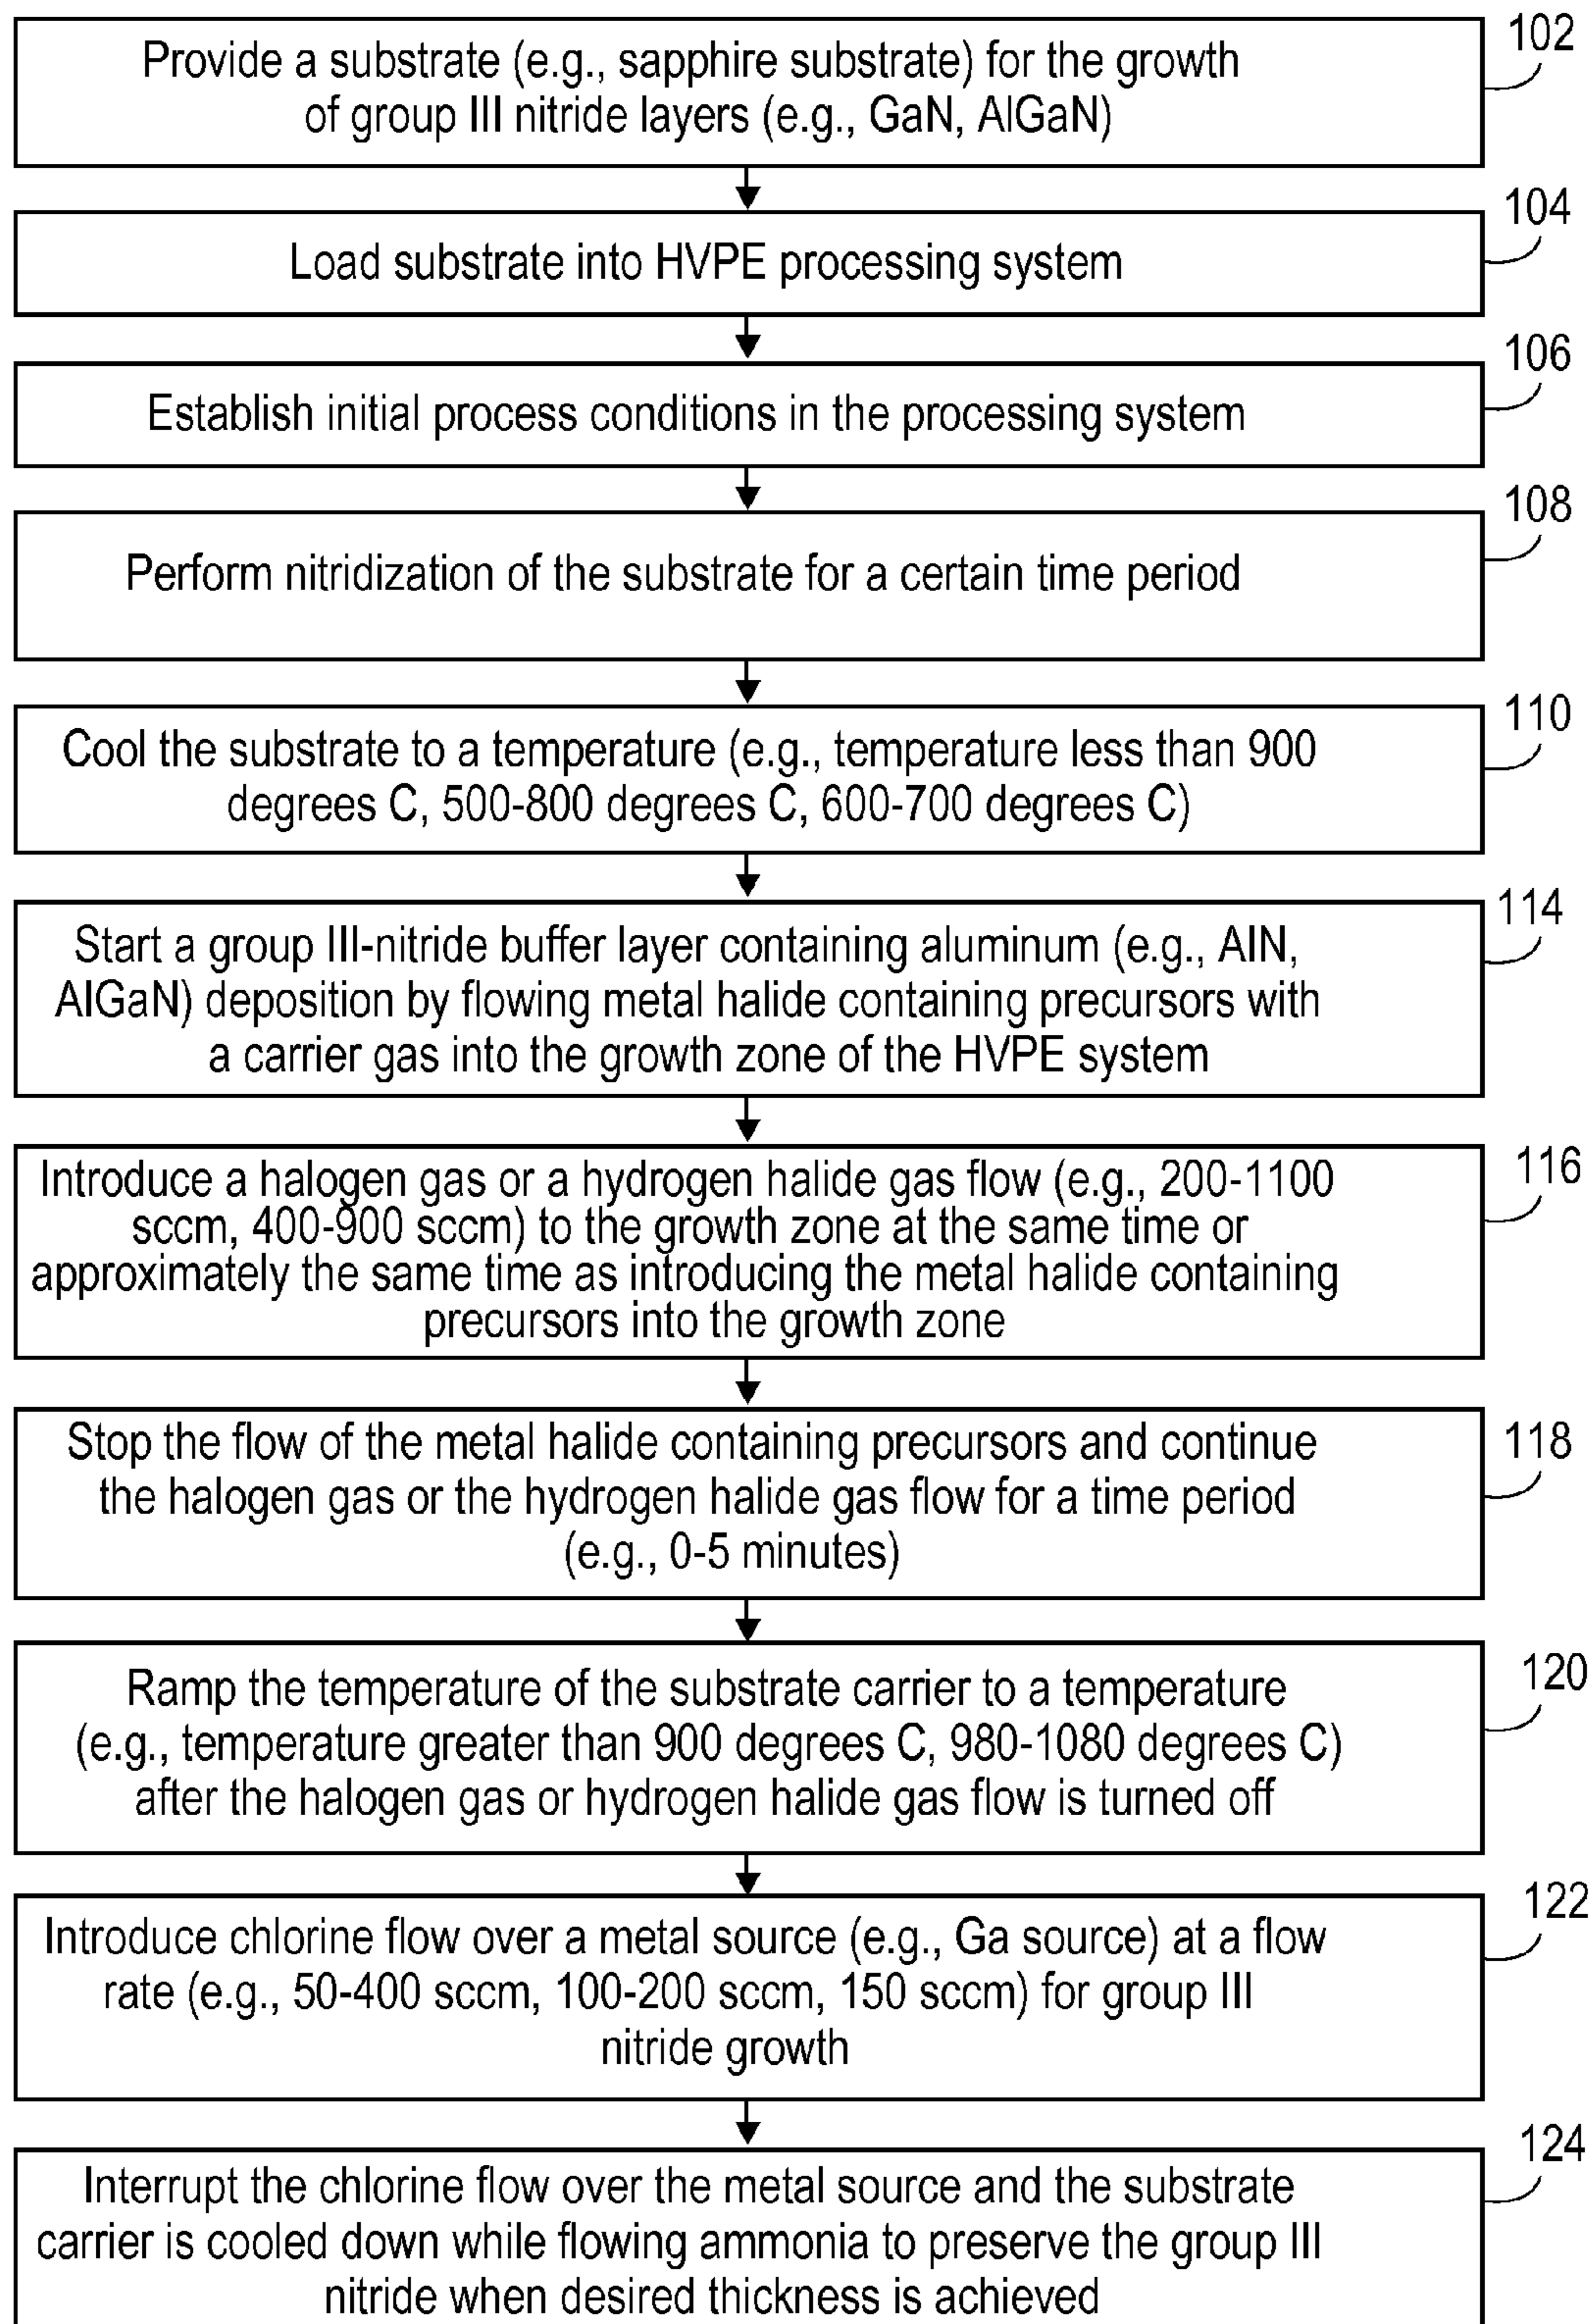 102
Provide a substrate (e.g., sapphire substrate) for the growth
of group III nitride layers (e.g., GaN, AlGaN)
104
Load substrate into HVPE processing system
106
Establish initial process conditions in the processing system
108
Perform nitridization of the substrate for a certain time period
110
Cool the substrate to a temperature (e.g., temperature less than 900
degrees C, 500-800 degrees C, 600-700 degrees C)
114
Start a group III-nitride buffer layer containing aluminum (e.g., AlN,
AlGaN) deposition by flowing metal halide containing precursors with
a carrier gas into the growth zone of the HVPE system
116
Introduce a halogen gas or a hydrogen halide gas flow (e.g., 200-1100
sccm, 400-900 sccm) to the growth zone at the same time or
approximately the same time as introducing the metal halide containing
precursors into the growth zone
118
Stop the flow of the metal halide containing precursors and continue
the halogen gas or the hydrogen halide gas flow for a time period
(e.g., 0-5 minutes)
120
Ramp the temperature of the substrate carrier to a temperature
(e.g., temperature greater than 900 degrees C, 980-1080 degrees C)
after the halogen gas or hydrogen halide gas flow is turned off
122
Introduce chlorine flow over a metal source (e.g., Ga source) at a flow
rate (e.g., 50-400 sccm, 100-200 sccm, 150 sccm) for group III
nitride growth
124
Interrupt the chlorine flow over the metal source and the substrate
carrier is cooled down while flowing ammonia to preserve the group III
nitride when desired thickness is achieved